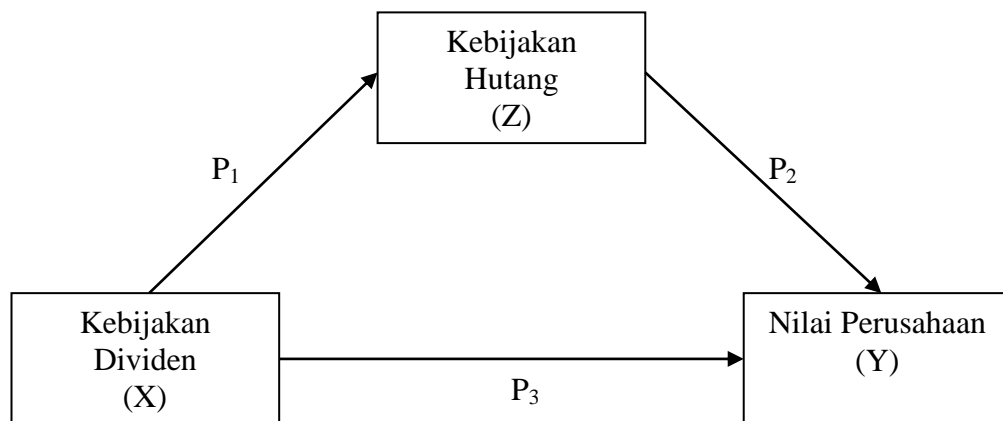 Kebijakan
Hutang
(Z)
P₁
P₂
Kebijakan
Dividen
(X)
Nilai Perusahaan
(Y)
P₃